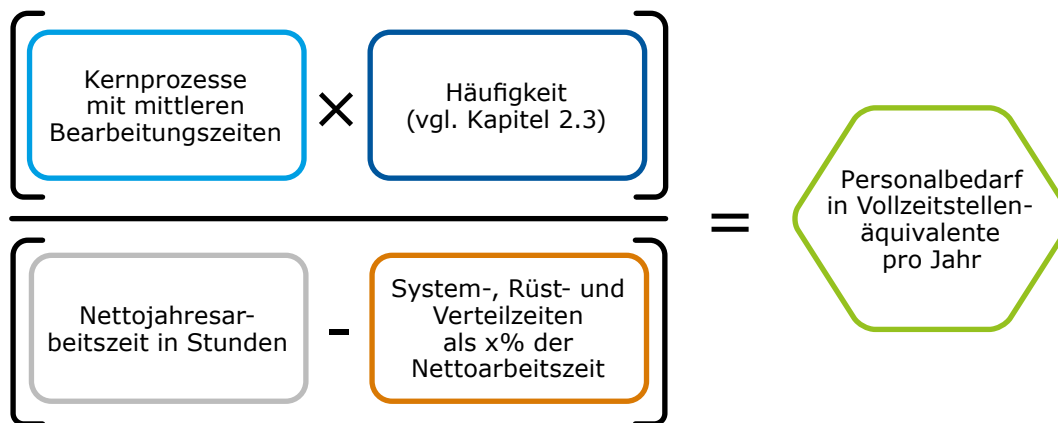 Kernprozesse
mit mittleren
Bearbeitungszeiten
×
Häufigkeit
(vgl. Kapitel 2.3)
Nettojahresar-
beitszeit in Stunden
-
System-, Rüst- und
Verteilzeiten
als x% der
Nettoarbeitszeit
=
Personalbedarf
in Vollzeitstellen-
äquivalente
pro Jahr